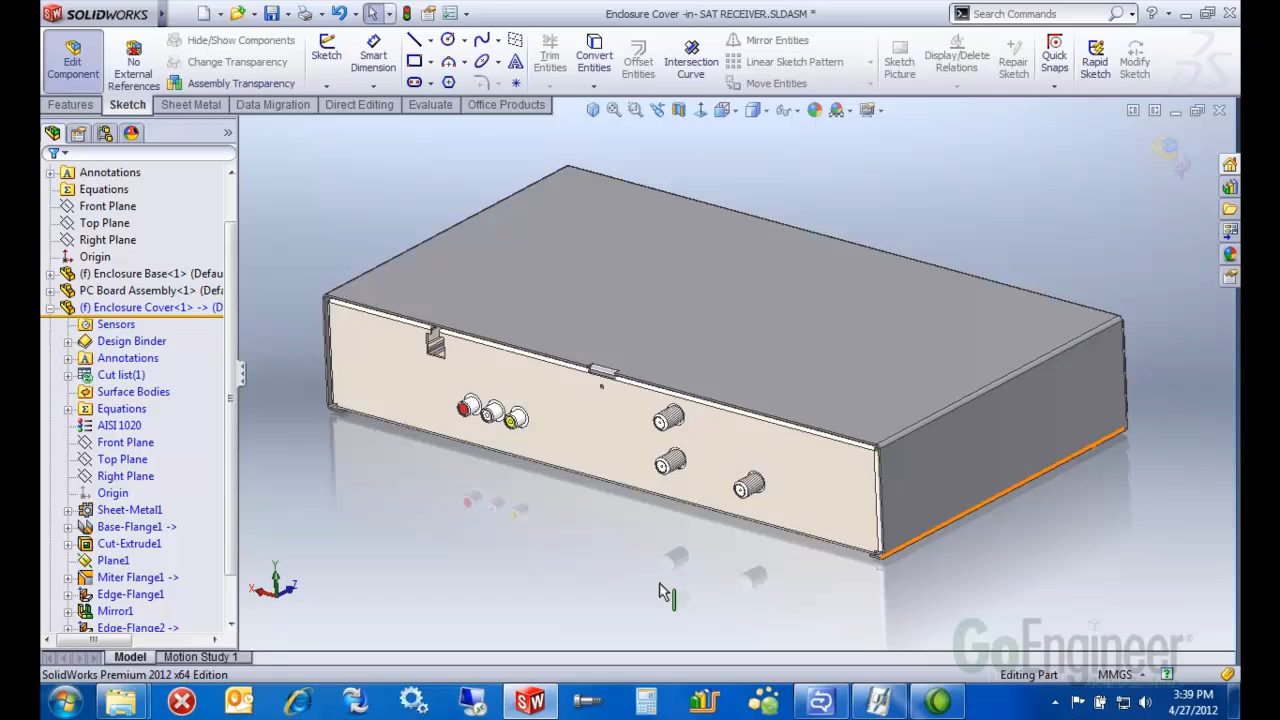 SOLIDWORKS
Enclosure Cover -in- SAT RECEIVER.SLDASM *
Search Commands
Edit Component
No External References
Hide/Show Components
Change Transparency
Assembly Transparency
Sketch
Smart Dimension
Trim Entities
Convert Entities
Offset Entities
Intersection Curve
Mirror Entities
Linear Sketch Pattern
Move Entities
Sketch Picture
Display/Delete Relations
Repair Sketch
Quick Snaps
Rapid Sketch
Modify Sketch
Features
Sketch
Sheet Metal
Data Migration
Direct Editing
Evaluate
Office Products
Annotations
Equations
Front Plane
Top Plane
Right Plane
Origin
(f) Enclosure Base<1> (Defau
PC Board Assembly<1> (Defa
(f) Enclosure Cover<1> -> (D
Sensors
Design Binder
Annotations
Cut list(1)
Surface Bodies
Equations
AISI 1020
Front Plane
Top Plane
Right Plane
Origin
Sheet-Metal1
Base-Flange1 ->
Cut-Extrude1
Plane1
Miter Flange1 ->
Edge-Flange1
Mirror1
Edge-Flange2 ->
Y
X
Z
GoEngineer®
Model
Motion Study 1
SolidWorks Premium 2012 x64 Edition
Editing Part
MMGS
3:39 PM
4/27/2012